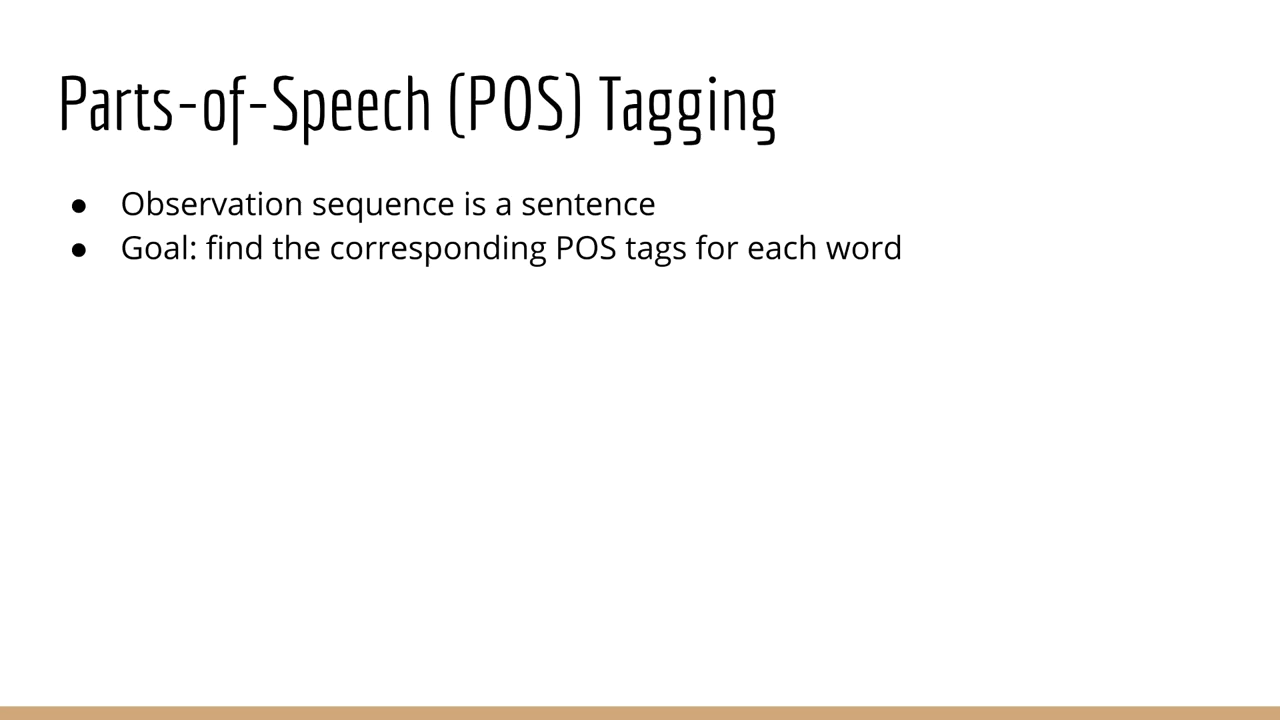 Parts-of-Speech (POS) Tagging
● Observation sequence is a sentence
● Goal: find the corresponding POS tags for each word